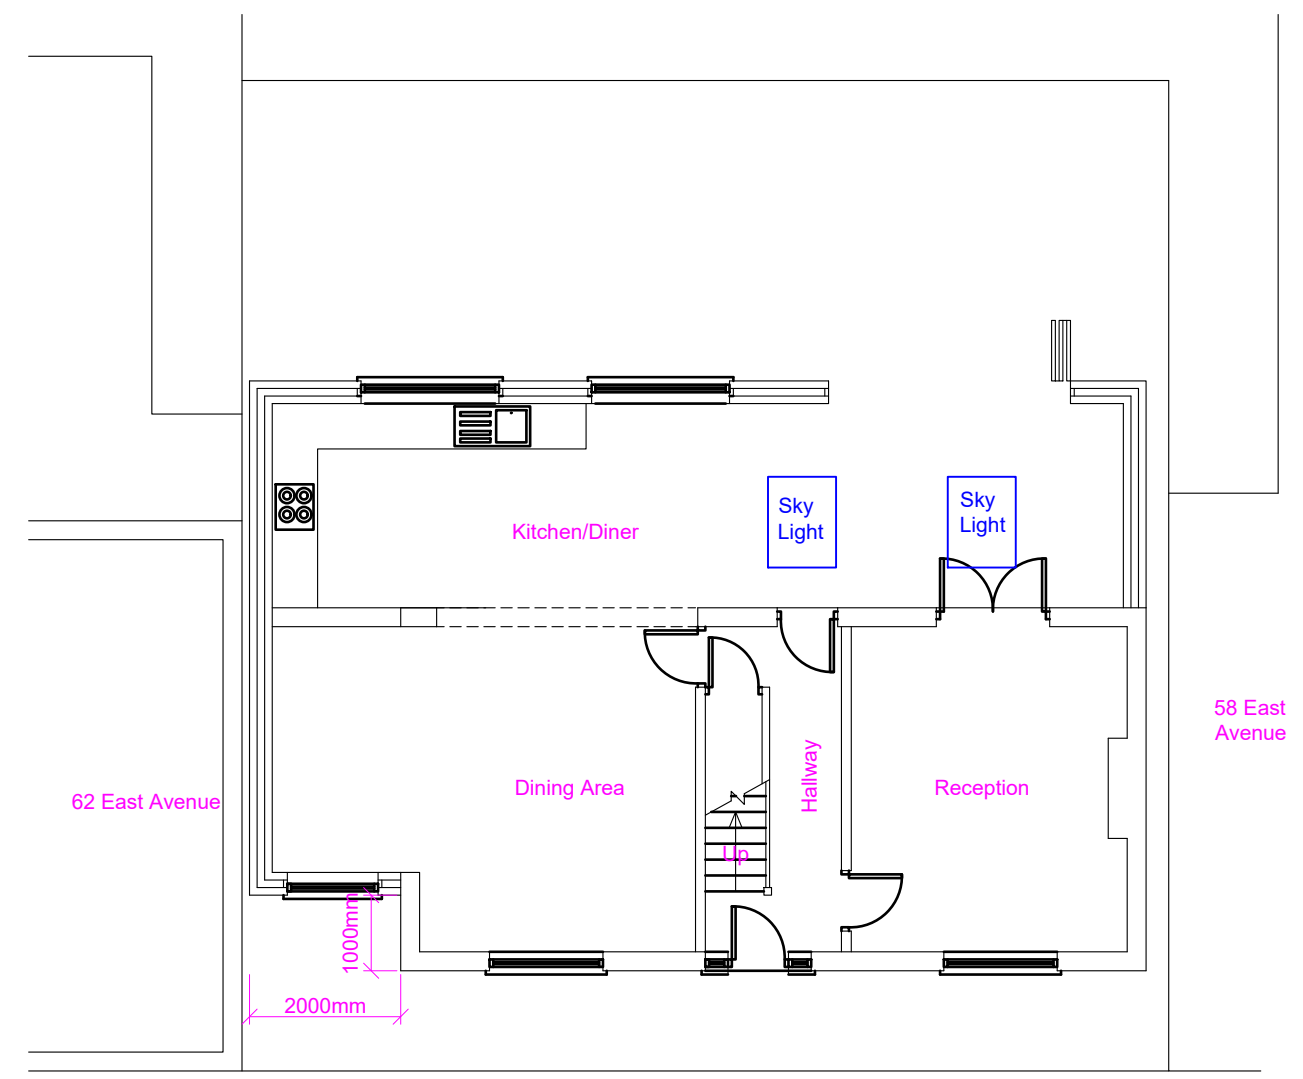 Sky
Light
Sky
Light
Kitchen/Diner
58 East
Avenue
Hallway
Dining Area
Reception
62 East Avenue
Up
1000mm
2000mm